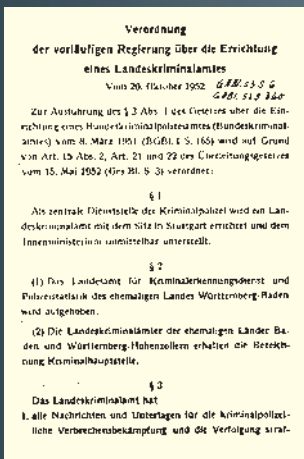 Verordnung
der vorläufigen Regierung über die Errichtung
eines Landeskriminalamtes
Vom 20. Oktober 1952 GBl. S3 S 6
Zur Ausführung des § 3 Abs. 1 des Gesetzes über die Ein-
richtung eines Bundeskriminalpolizeiamtes (Bundeskriminal-
amtes) vom 8. März 1951 (BGBl. I S. 165) wird auf Grund
von Art. 15 Abs. 2, Art. 21 und 22 des Überleitungsgesetzes
vom 15. Mai 1952 (Ges Bl. S. 3) verordnet:
§ 1
Als zentrale Dienststelle der Kriminalpolizei wird ein Lan-
deskriminalamt mit dem Sitz in Stuttgart errichtet und dem
Innenministerium unmittelbar unterstellt.
§ 2
(1) Das Landesamt für Kriminalerkennungsdienst und
Polizeistatistik des ehemaligen Landes Württemberg-Baden
wird aufgehoben.
(2) Die Landeskriminalämter der ehemaligen Länder Ba-
den und Württemberg-Hohenzollern erhalten die Bezeich-
nung Kriminalhauptstelle.
§ 3
Das Landeskriminalamt hat
1. alle Nachrichten und Unterlagen für die kriminalpolizei-
liche Verbrechensbekämpfung und die Verfolgung straf-